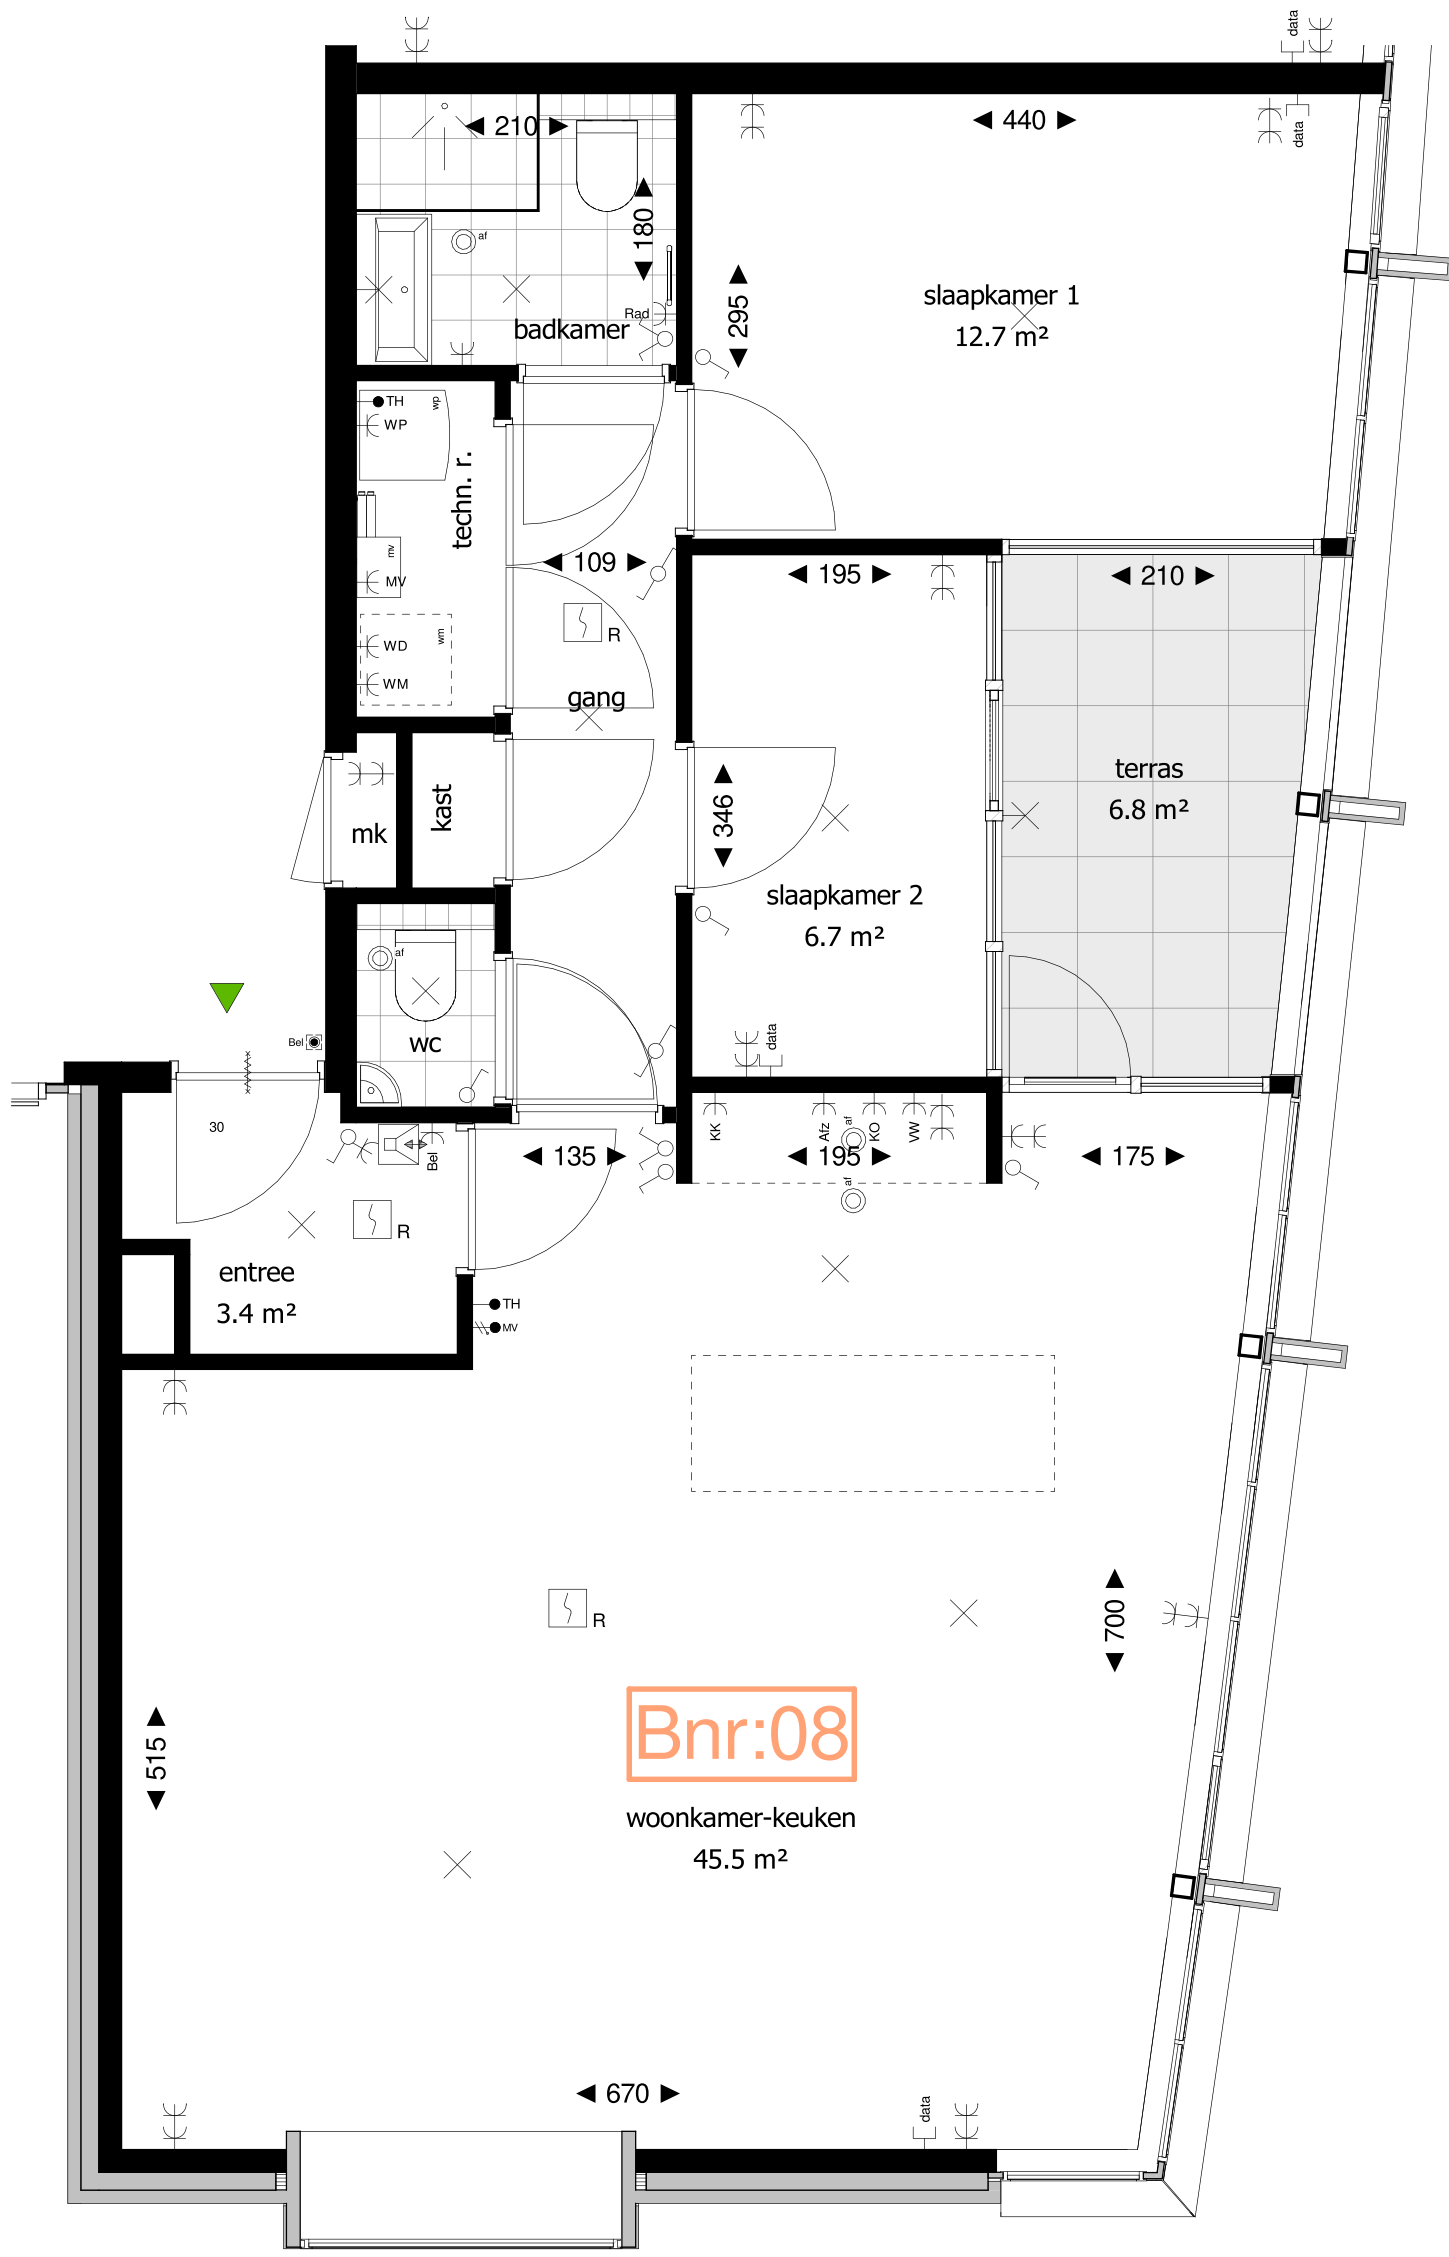 data
210
440
data
af
180
slaapkamer 1
12.7 m²
295
Rad
badkamer
TH
WP
wp
techn. r.
mv
MV
109
195
210
R
WD
wm
WM
gang
terras
6.8 m²
346
kast
mk
slaapkamer 2
6.7 m²
af
data
Bel
wc
30
Bel
135
KK
Afz
af
KO
VW
195
175
af
R
entree
3.4 m²
TH
MV
R
700
Bnr:08
515
woonkamer-keuken
45.5 m²
670
data